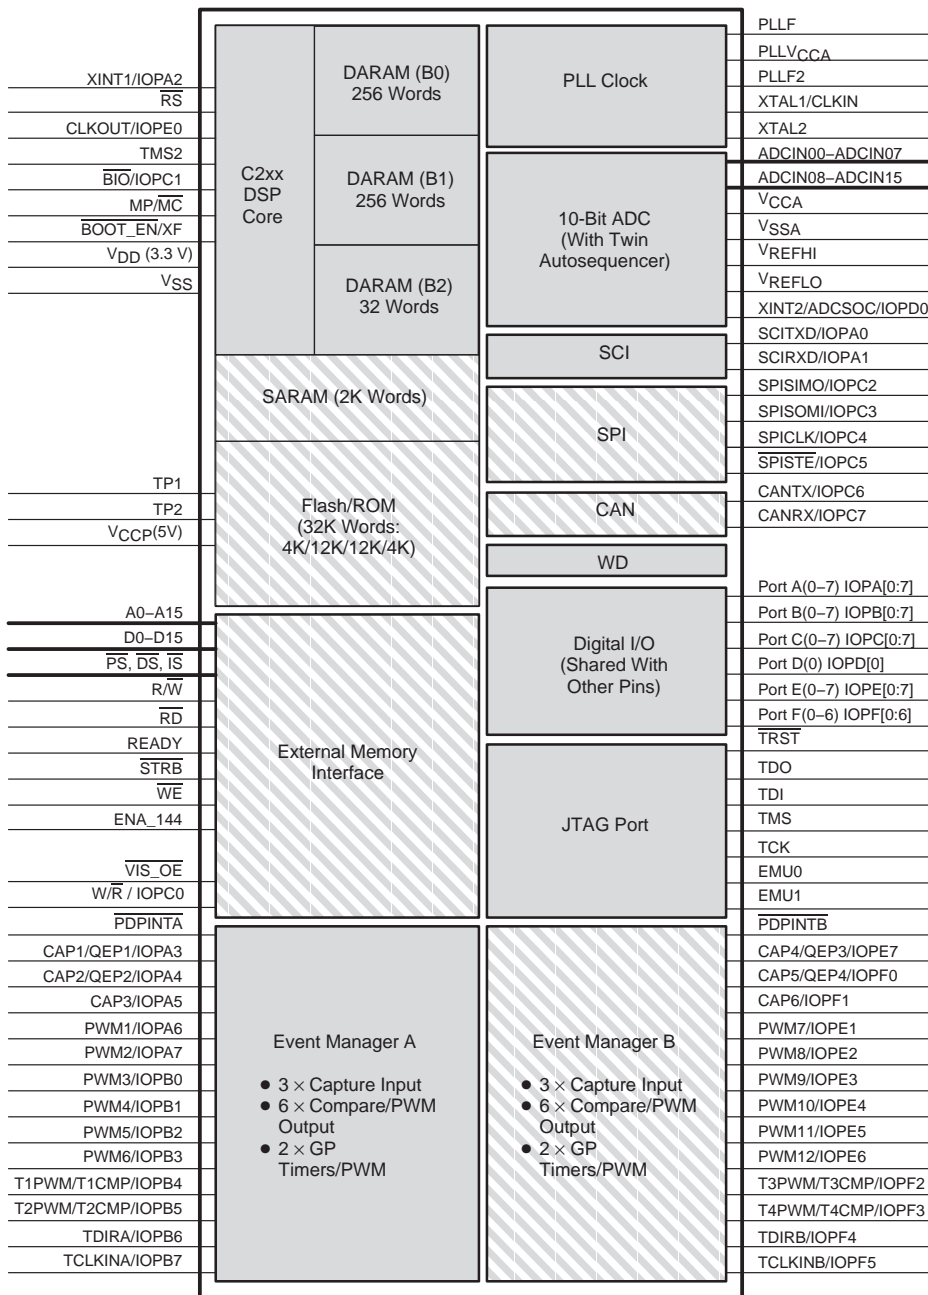 XINT1/IOPA2
RS
CLKOUT/IOPE0
TMS2
BIO/IOPC1
MP/MC
BOOT_EN/XF
VDD (3.3 V)
VSS
TP1
TP2
VCCP(5V)
A0–A15
D0–D15
PS, DS, IS
R/W
RD
READY
STRB
WE
ENA_144
VIS_OE
W/R / IOPC0
PDPINTA
CAP1/QEP1/IOPA3
CAP2/QEP2/IOPA4
CAP3/IOPA5
PWM1/IOPA6
PWM2/IOPA7
PWM3/IOPB0
PWM4/IOPB1
PWM5/IOPB2
PWM6/IOPB3
T1PWM/T1CMP/IOPB4
T2PWM/T2CMP/IOPB5
TDIRA/IOPB6
TCLKINA/IOPB7
C2xx
DSP
Core
DARAM (B0)
256 Words
DARAM (B1)
256 Words
DARAM (B2)
32 Words
SARAM (2K Words)
Flash/ROM
(32K Words:
4K/12K/12K/4K)
External Memory
Interface
Event Manager A
● 3 × Capture Input
● 6 × Compare/PWM
Output
● 2 × GP
Timers/PWM
PLL Clock
10-Bit ADC
(With Twin
Autosequencer)
SCI
SPI
CAN
WD
Digital I/O
(Shared With
Other Pins)
JTAG Port
Event Manager B
● 3 × Capture Input
● 6 × Compare/PWM
Output
● 2 × GP
Timers/PWM
PLLF
PLLVCCA
PLLF2
XTAL1/CLKIN
XTAL2
ADCIN00–ADCIN07
ADCIN08–ADCIN15
VCCA
VSSA
VREFHI
VREFLO
XINT2/ADCSOC/IOPD0
SCITXD/IOPA0
SCIRXD/IOPA1
SPISIMO/IOPC2
SPISOMI/IOPC3
SPICLK/IOPC4
SPISTE/IOPC5
CANTX/IOPC6
CANRX/IOPC7
Port A(0–7) IOPA[0:7]
Port B(0–7) IOPB[0:7]
Port C(0–7) IOPC[0:7]
Port D(0) IOPD[0]
Port E(0–7) IOPE[0:7]
Port F(0–6) IOPF[0:6]
TRST
TDO
TDI
TMS
TCK
EMU0
EMU1
PDPINTB
CAP4/QEP3/IOPE7
CAP5/QEP4/IOPF0
CAP6/IOPF1
PWM7/IOPE1
PWM8/IOPE2
PWM9/IOPE3
PWM10/IOPE4
PWM11/IOPE5
PWM12/IOPE6
T3PWM/T3CMP/IOPF2
T4PWM/T4CMP/IOPF3
TDIRB/IOPF4
TCLKINB/IOPF5